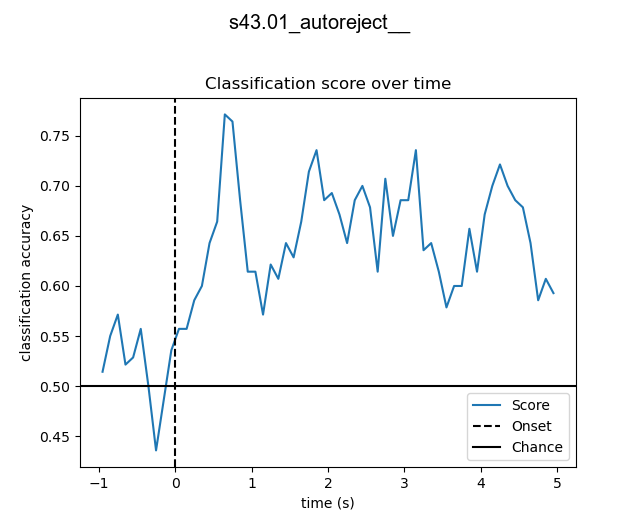 s43.01_autoreject__
Classification score over time
classification accuracy
0.75
0.70
0.65
0.60
0.55
0.50
0.45
Score
Onset
Chance
−1
0
1
2
3
4
5
time (s)